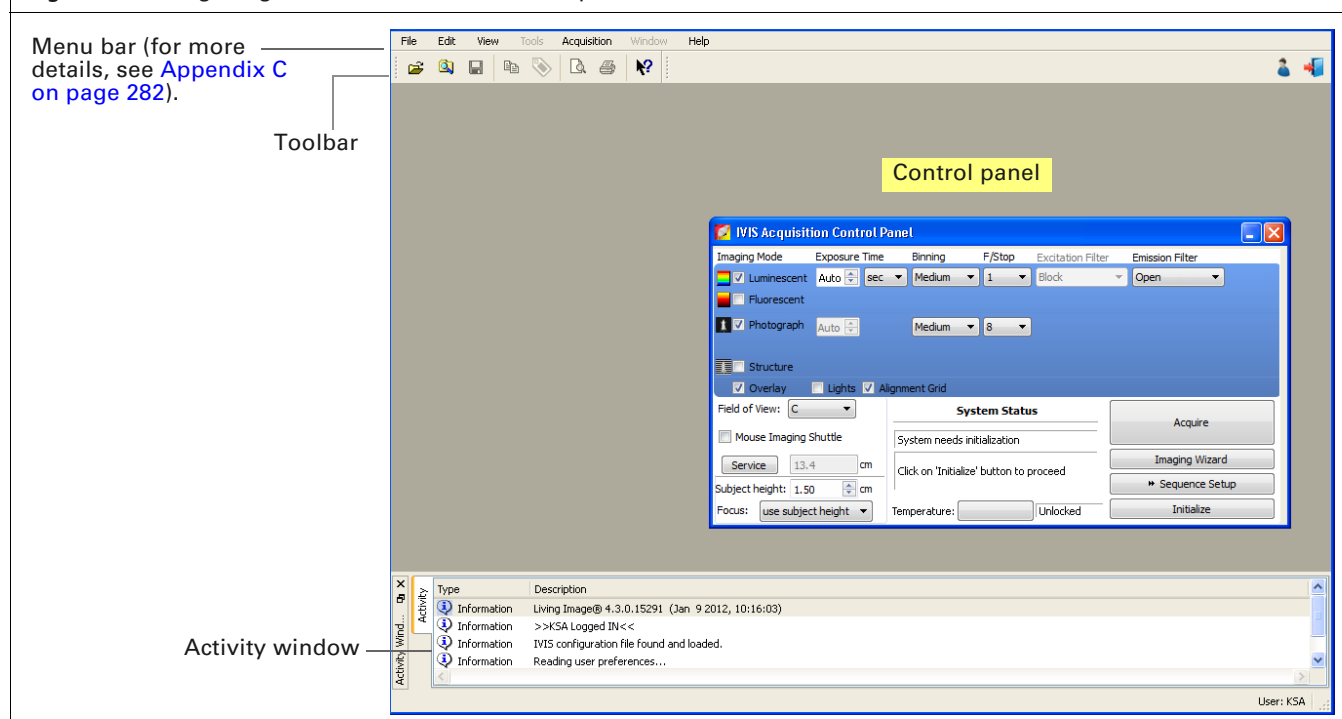 Menu bar (for more
details, see Appendix C
on page 282).
Toolbar
File Edit View Tools Acquisition Window Help
Control panel
IVIS Acquisition Control Panel
Imaging Mode Exposure Time Binning F/Stop Excitation Filter Emission Filter
Luminescent Auto sec Medium 1 Block Open
Fluorescent
Photograph Auto Medium 8
Structure
Overlay Lights Alignment Grid
Field of View: C
Mouse Imaging Shuttle
Service 13.4 cm
Subject height: 1.50 cm
Focus: use subject height
System Status
System needs initialization
Click on 'Initialize' button to proceed
Temperature: Unlocked
Acquire
Imaging Wizard
Sequence Setup
Initialize
Activity window
Activity Wind...
Activity
Type Description
Information Living Image® 4.3.0.15291 (Jan 9 2012, 10:16:03)
Information >>KSA Logged IN<<
Information IVIS configuration file found and loaded.
Information Reading user preferences...
User: KSA